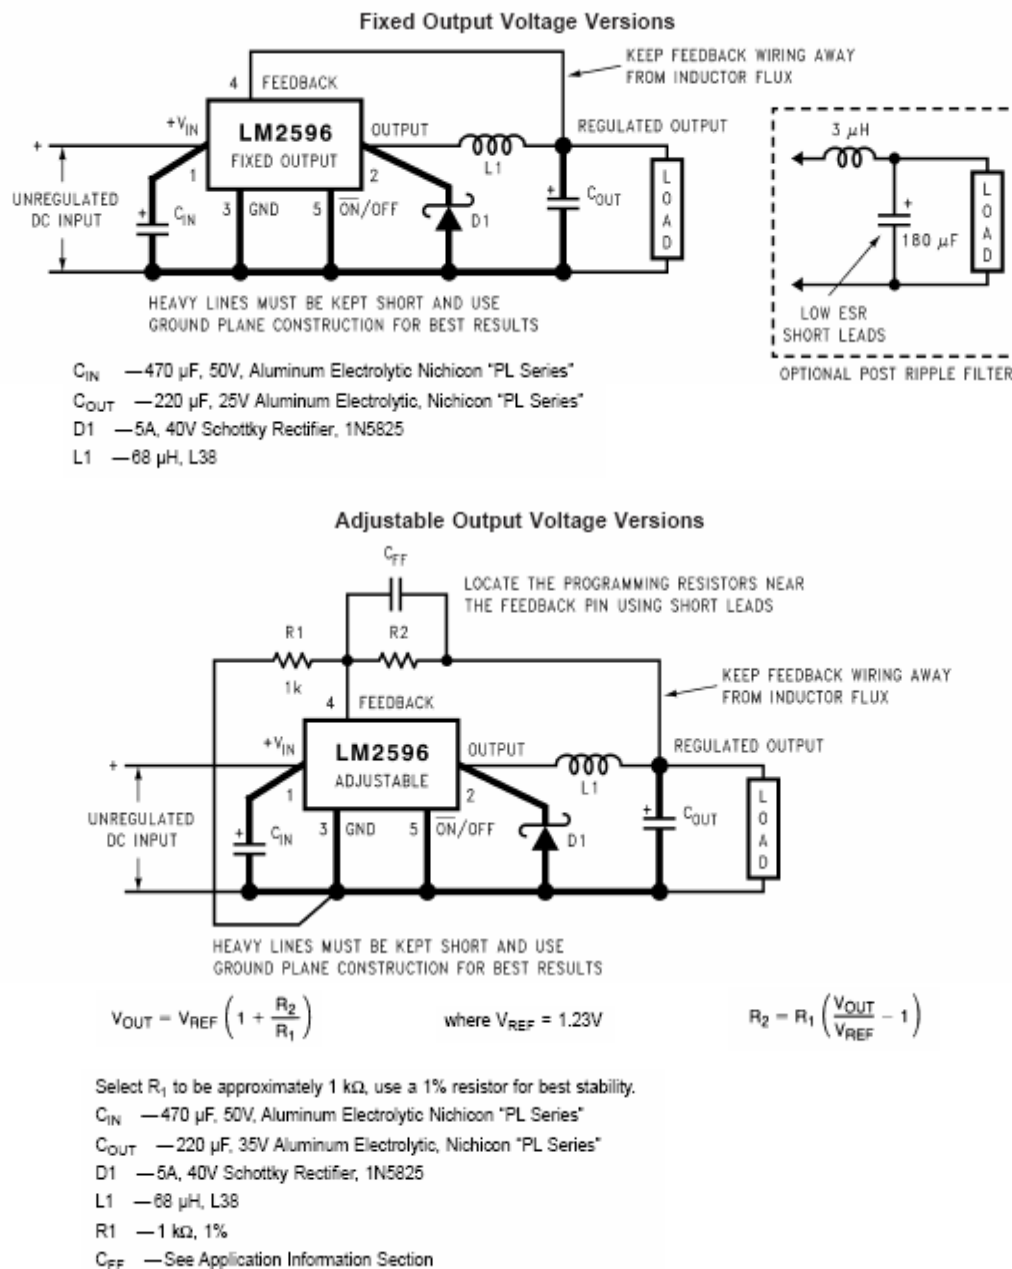 Fixed Output Voltage Versions
KEEP FEEDBACK WIRING AWAY
FROM INDUCTOR FLUX
4 FEEDBACK
+VIN
LM2596
FIXED OUTPUT
OUTPUT
REGULATED OUTPUT
3 μH
+
1
2
L1
UNREGULATED
DC INPUT
+
CIN
3 GND
5 ON/OFF
D1
+
COUT
LOAD
+
180 μF
LOAD
HEAVY LINES MUST BE KEPT SHORT AND USE
GROUND PLANE CONSTRUCTION FOR BEST RESULTS
LOW ESR
SHORT LEADS
OPTIONAL POST RIPPLE FILTER
CIN —470 μF, 50V, Aluminum Electrolytic Nichicon "PL Series"
COUT —220 μF, 25V Aluminum Electrolytic, Nichicon "PL Series"
D1 —5A, 40V Schottky Rectifier, 1N5825
L1 —68 μH, L38
Adjustable Output Voltage Versions
CFF
LOCATE THE PROGRAMMING RESISTORS NEAR
THE FEEDBACK PIN USING SHORT LEADS
R1
R2
1k
KEEP FEEDBACK WIRING AWAY
FROM INDUCTOR FLUX
4 FEEDBACK
+VIN
LM2596
ADJUSTABLE
OUTPUT
REGULATED OUTPUT
+
1
2
L1
UNREGULATED
DC INPUT
+
CIN
3 GND
5 ON/OFF
D1
+
COUT
LOAD
HEAVY LINES MUST BE KEPT SHORT AND USE
GROUND PLANE CONSTRUCTION FOR BEST RESULTS
VOUT = VREF (1 + R2/R1) where VREF = 1.23V R2 = R1 (VOUT/VREF − 1)
Select R1 to be approximately 1 kΩ, use a 1% resistor for best stability.
CIN —470 μF, 50V, Aluminum Electrolytic Nichicon "PL Series"
COUT —220 μF, 35V Aluminum Electrolytic, Nichicon "PL Series"
D1 —5A, 40V Schottky Rectifier, 1N5825
L1 —68 μH, L38
R1 —1 kΩ, 1%
CFF —See Application Information Section